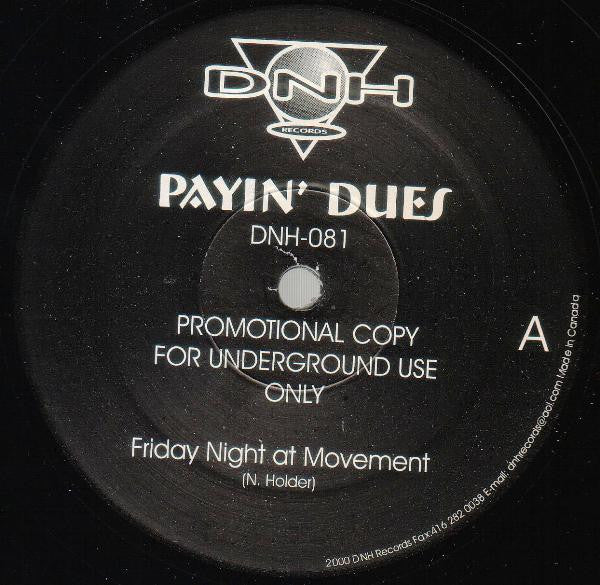 DNH
RECORDS
PAYIN' DUES
DNH-081
PROMOTIONAL COPY
FOR UNDERGROUND USE
ONLY
A
Friday Night at Movement
(N. Holder)
2000 DNH Records Fax:416 282 0038 E-mail: dnhrecords@aol.com Made In Canada